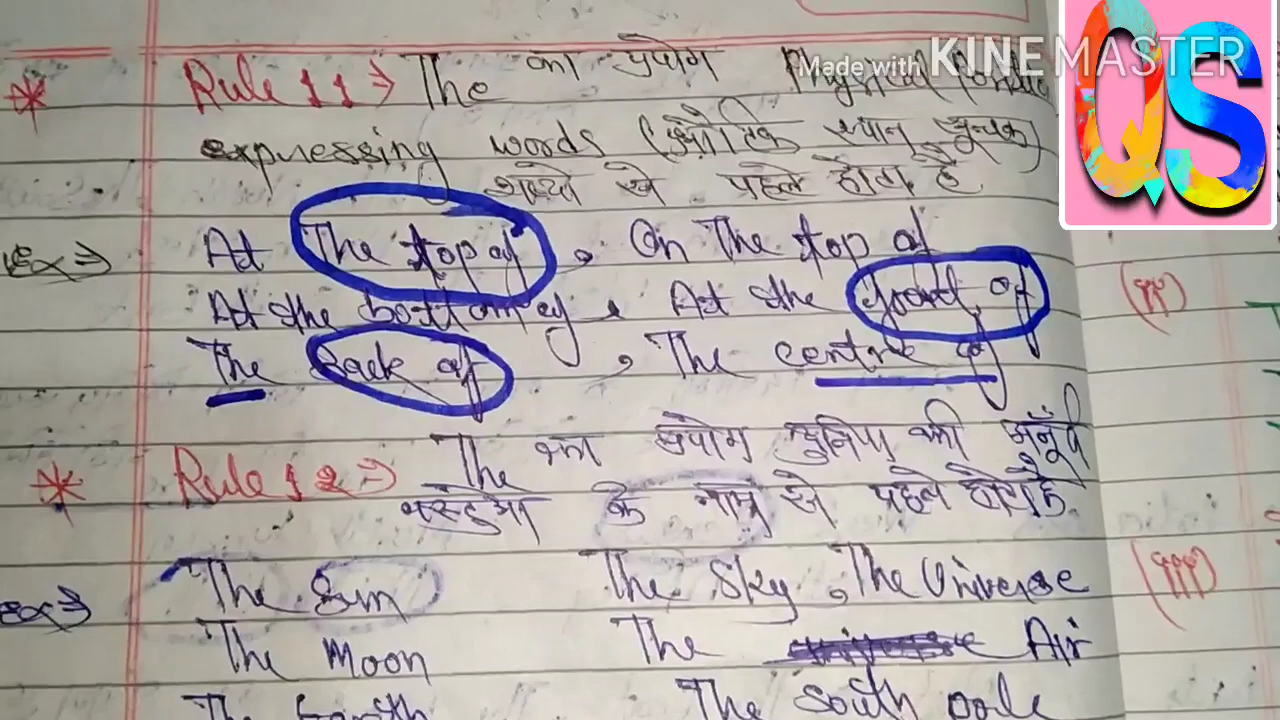 Made with KINEMASTER
QS
Rule 11 ⇒ The का प्रयोग Physical
expressing words (भौतिक स्थान सूचक)
शब्दो से पहले होता है
Ex ⇒ At The top of , On The top of
At the bottom of , At the front of
The Back of , The centre of
Rule 12 ⇒ The का प्रयोग दुनिया की अनूँठी
वस्तुओ के नाम से पहले होता है
Ex ⇒ The Sun The Sky , The Universe
The Moon The Air
The Earth The South pole